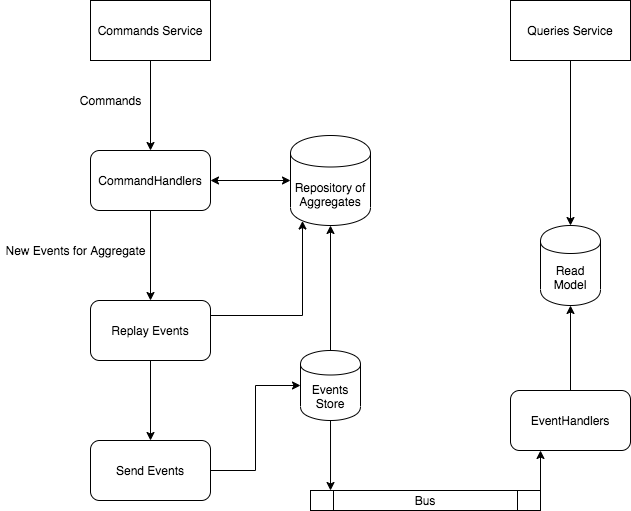 Commands Service
Queries Service
Commands
CommandHandlers
Repository of
Aggregates
New Events for Aggregate
Read
Model
Replay Events
Events
Store
EventHandlers
Send Events
Bus